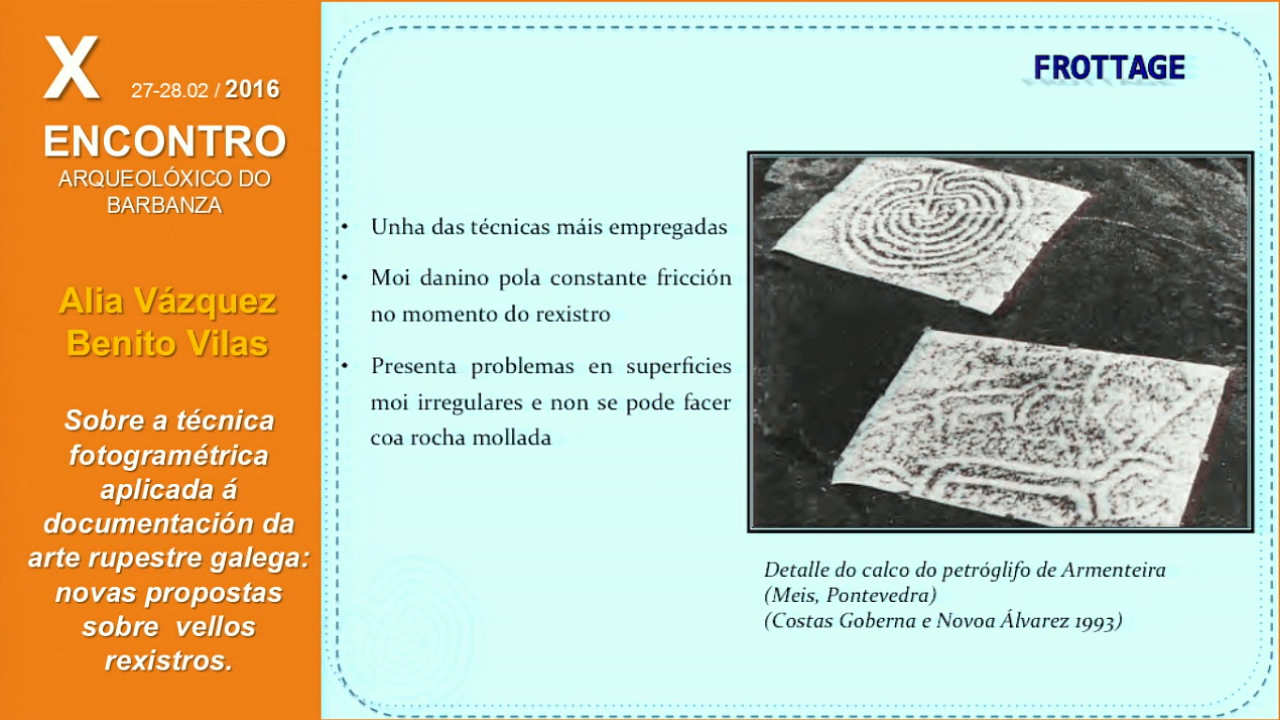 X 27-28.02 / 2016
ENCONTRO
ARQUEOLÓXICO DO
BARBANZA
Alia Vázquez
Benito Vilas
Sobre a técnica
fotogramétrica
aplicada á
documentación da
arte rupestre galega:
novas propostas
sobre vellos
rexistros.
FROTTAGE
• Unha das técnicas máis empregadas
• Moi danino pola constante fricción
no momento do rexistro
• Presenta problemas en superficies
moi irregulares e non se pode facer
coa rocha mollada
Detalle do calco do petróglifo de Armenteira
(Meis, Pontevedra)
(Costas Goberna e Novoa Álvarez 1993)